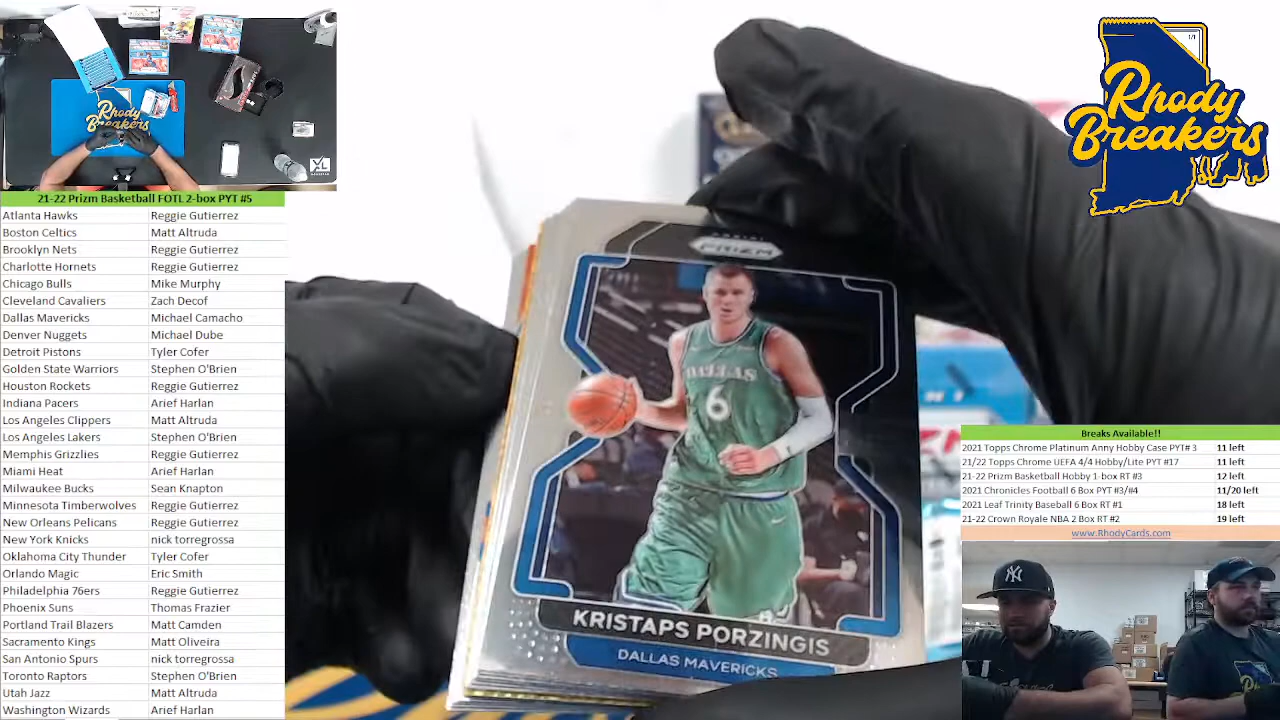 21-22 Prizm Basketball FOTL 2-box PYT #5
Atlanta Hawks Reggie Gutierrez
Boston Celtics Matt Altruda
Brooklyn Nets Reggie Gutierrez
Charlotte Hornets Reggie Gutierrez
Chicago Bulls Mike Murphy
Cleveland Cavaliers Zach Decof
Dallas Mavericks Michael Camacho
Denver Nuggets Michael Dube
Detroit Pistons Tyler Cofer
Golden State Warriors Stephen O'Brien
Houston Rockets Reggie Gutierrez
Indiana Pacers Arief Harlan
Los Angeles Clippers Matt Altruda
Los Angeles Lakers Stephen O'Brien
Memphis Grizzlies Reggie Gutierrez
Miami Heat Arief Harlan
Milwaukee Bucks Sean Knapton
Minnesota Timberwolves Reggie Gutierrez
New Orleans Pelicans Reggie Gutierrez
New York Knicks nick torregrossa
Oklahoma City Thunder Tyler Cofer
Orlando Magic Eric Smith
Philadelphia 76ers Reggie Gutierrez
Phoenix Suns Thomas Frazier
Portland Trail Blazers Matt Camden
Sacramento Kings Matt Oliveira
San Antonio Spurs nick torregrossa
Toronto Raptors Stephen O'Brien
Utah Jazz Matt Altruda
Washington Wizards Arief Harlan
Rhody
Breakers
PRIZM
DALLAS
6
KRISTAPS PORZINGIS
DALLAS MAVERICKS
1/1
Rhody
Breakers
Breaks Available!!
2021 Topps Chrome Platinum Anny Hobby Case PYT# 3 11 left
21/22 Topps Chrome UEFA 4/4 Hobby/Lite PYT #17 11 left
21-22 Prizm Basketball Hobby 1-box RT #3 12 left
2021 Chronicles Football 6 Box PYT #3/#4 11/20 left
2021 Leaf Trinity Baseball 6 Box RT #1 18 left
21-22 Crown Royale NBA 2 Box RT #2 19 left
www.RhodyCards.com